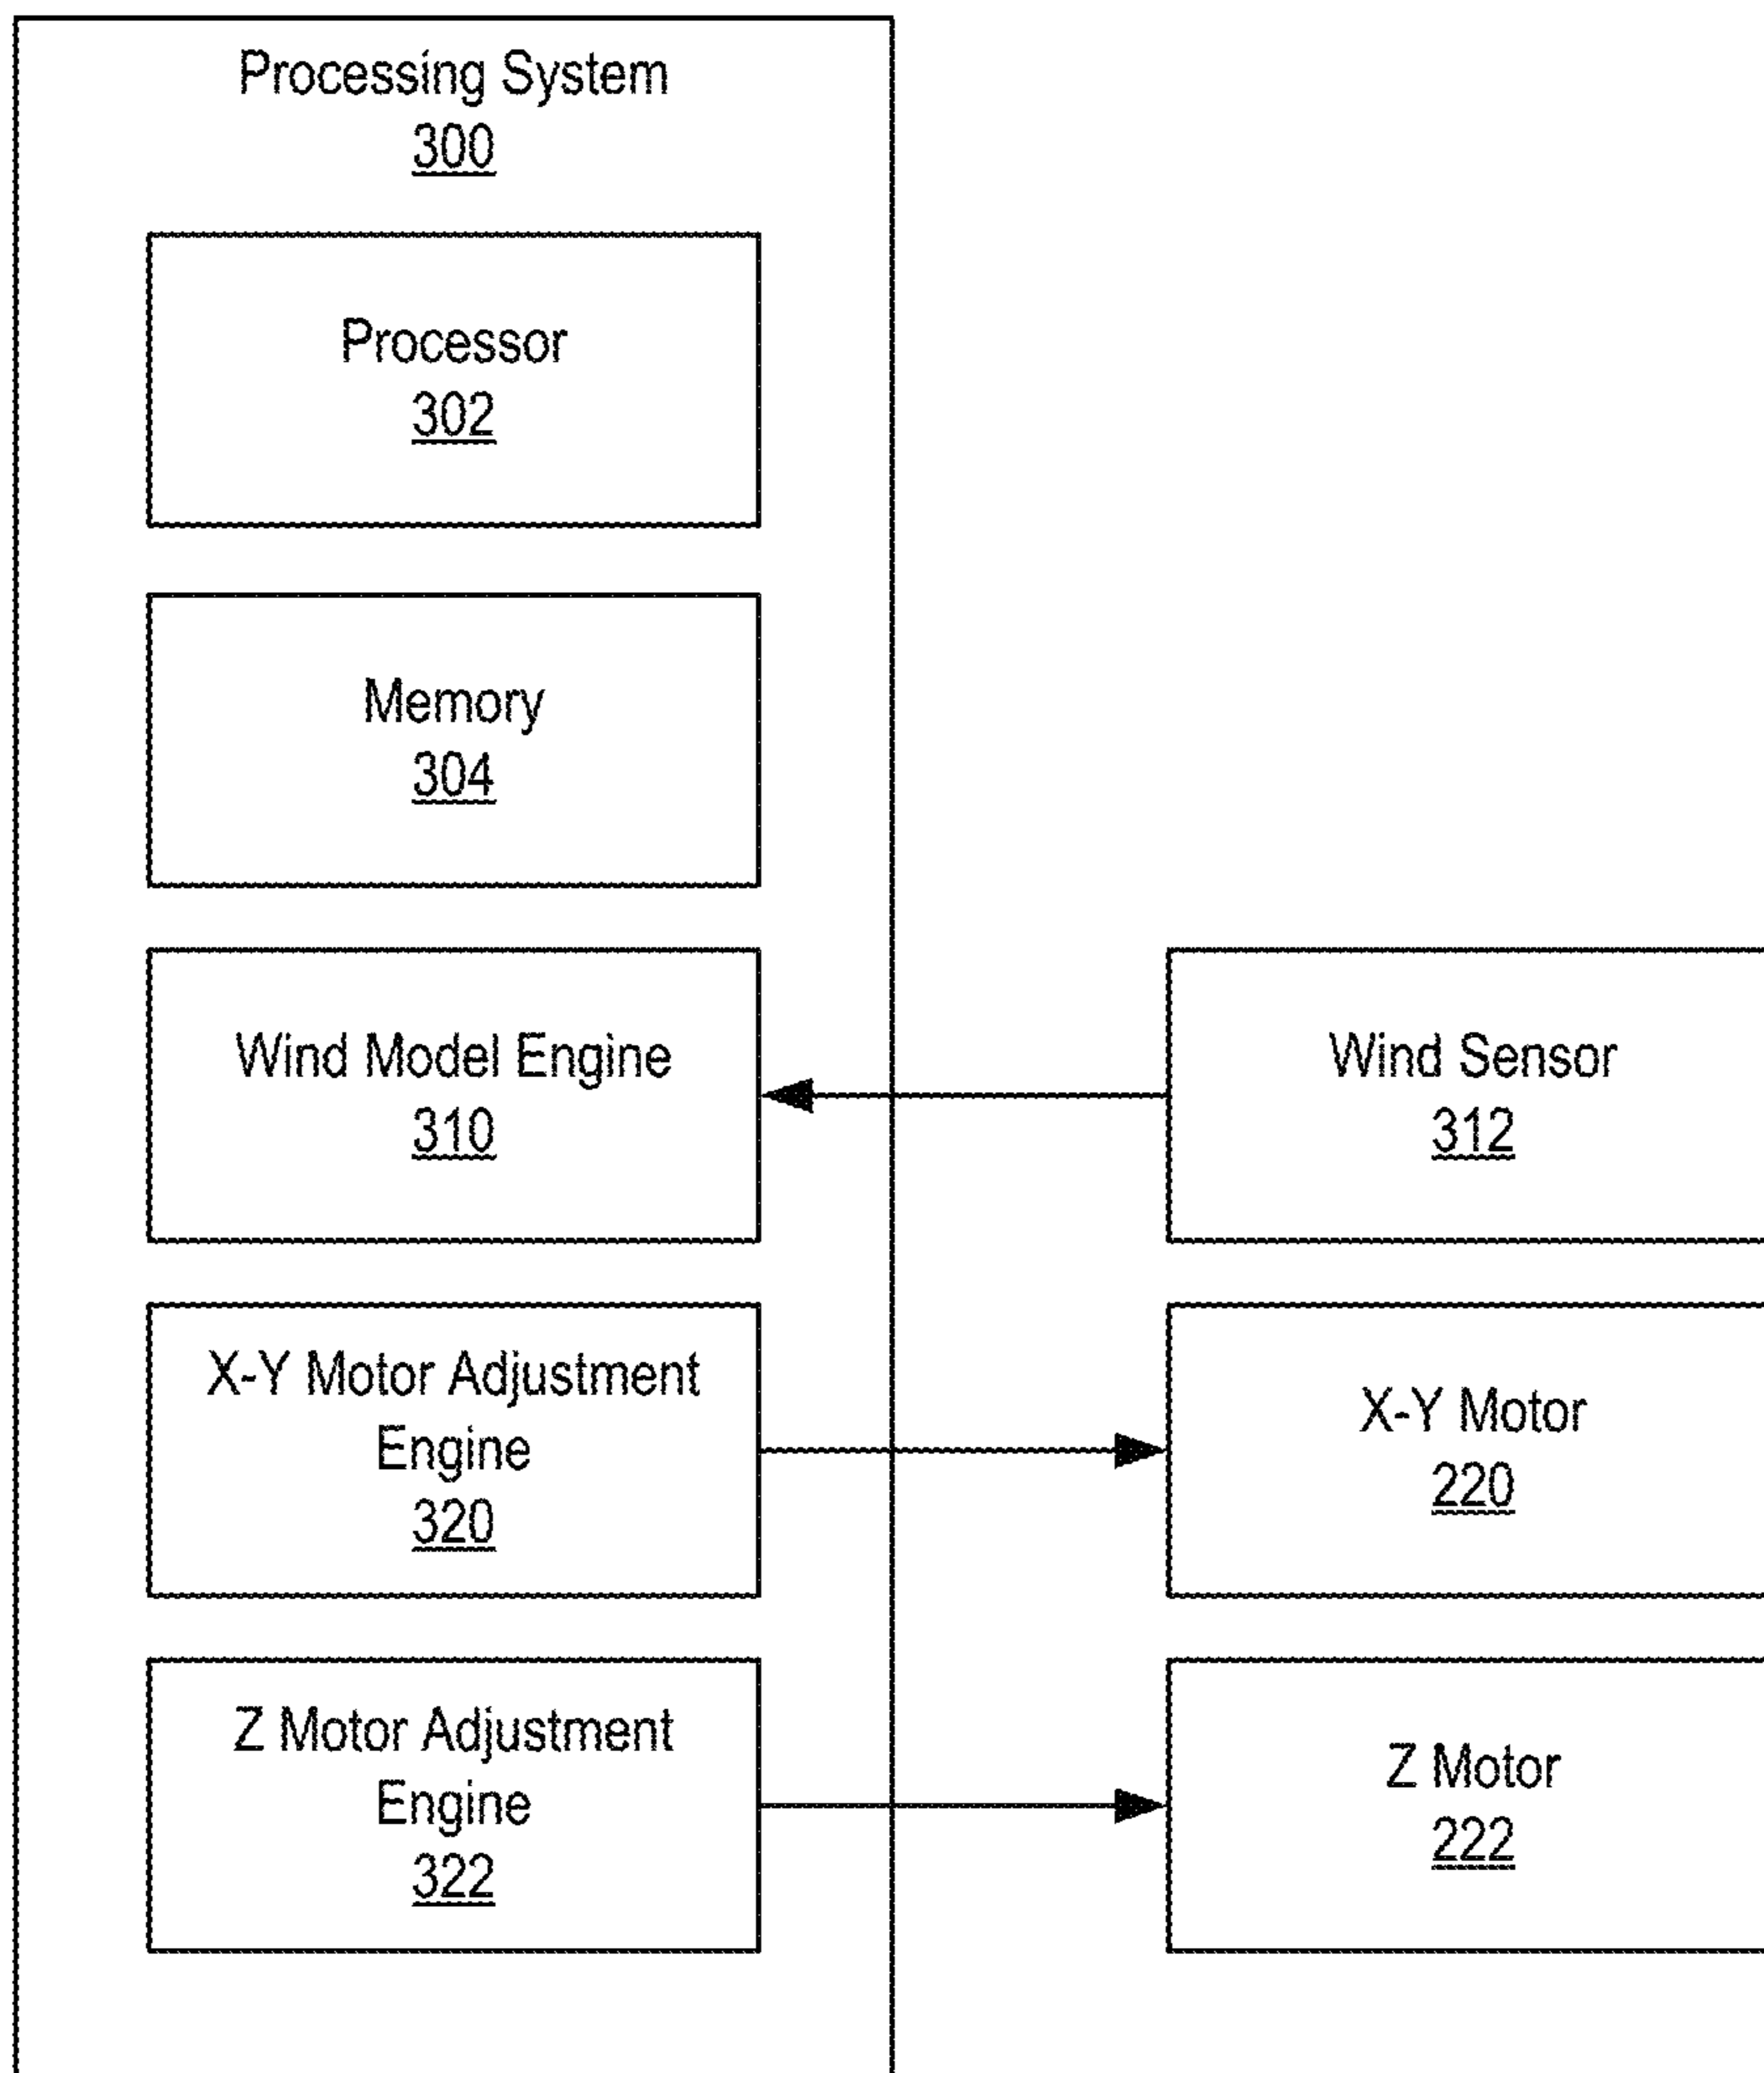 Processing System
300
Processor
302
Memory
304
Wind Model Engine
310
Wind Sensor
312
X-Y Motor Adjustment
Engine
320
X-Y Motor
220
Z Motor Adjustment
Engine
322
Z Motor
222